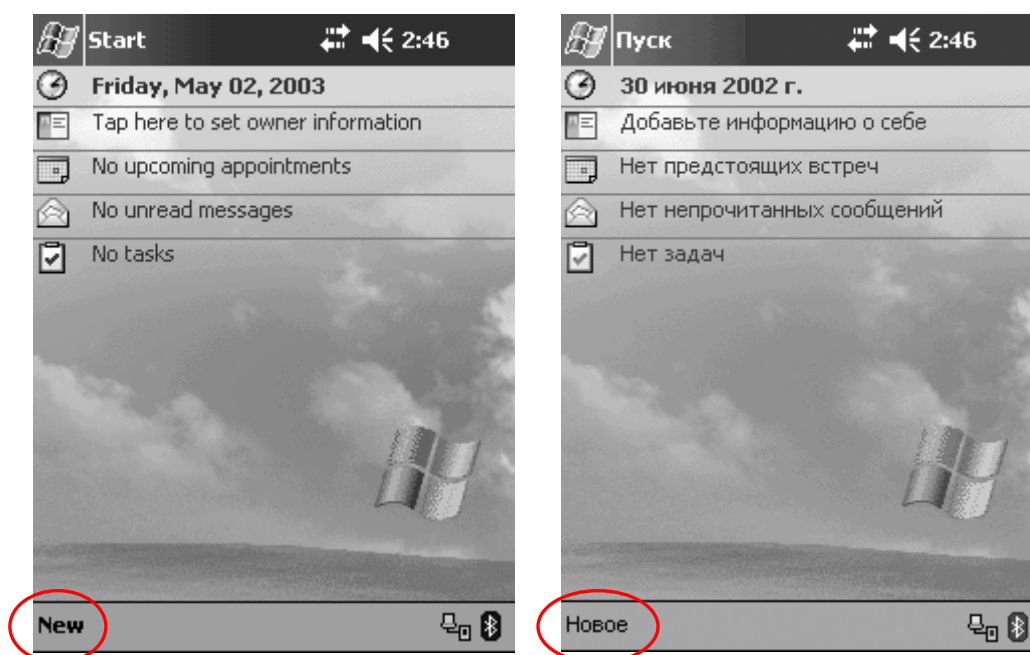 Start 2:46
Friday, May 02, 2003
Tap here to set owner information
No upcoming appointments
No unread messages
No tasks
New
Пуск 2:46
30 июня 2002 г.
Добавьте информацию о себе
Нет предстоящих встреч
Нет непрочитанных сообщений
Нет задач
Новое